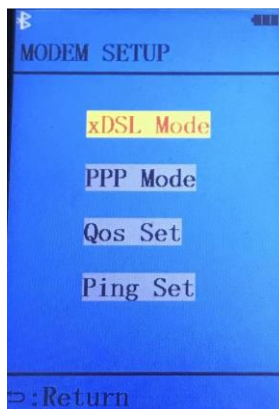 MODEM SETUP
xDSL Mode
PPP Mode
Qos Set
Ping Set
:Return